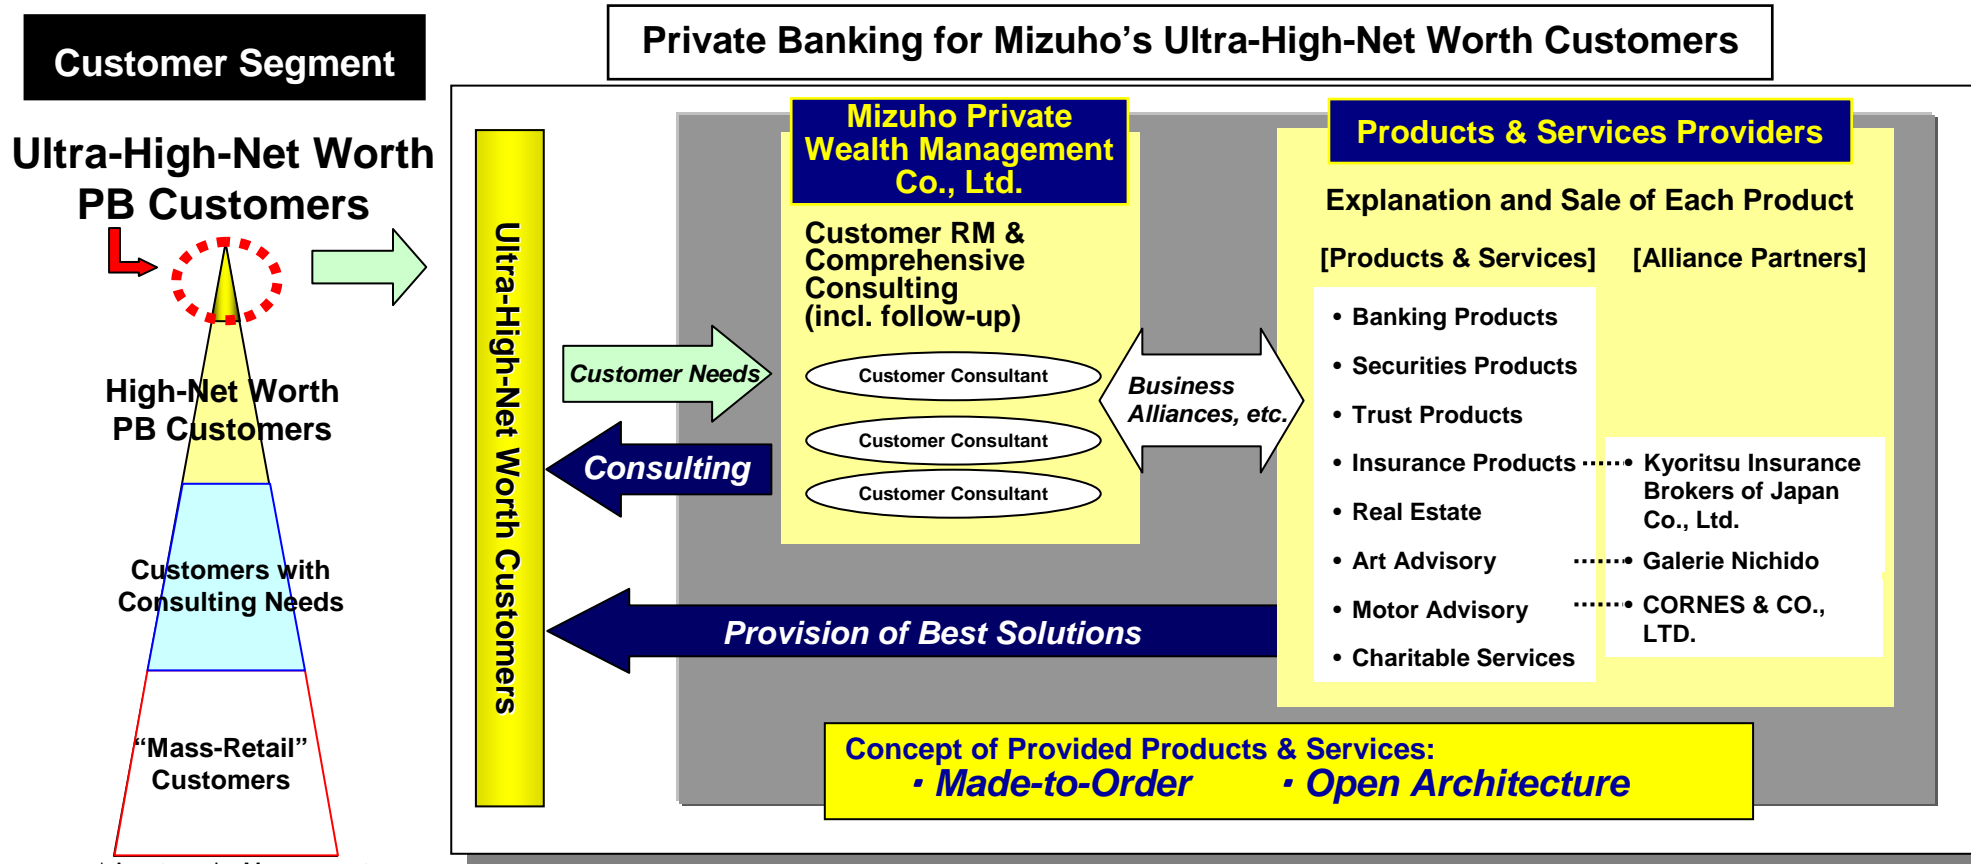 Private Banking for Mizuho’s Ultra-High-Net Worth Customers
Customer Segment
Ultra-High-Net Worth
PB Customers
High-Net Worth
PB Customers
Customers with
Consulting Needs
“Mass-Retail”
Customers
Ultra-High-Net Worth Customers
Customer Needs
Consulting
Provision of Best Solutions
Mizuho Private
Wealth Management
Co., Ltd.
Customer RM &
Comprehensive
Consulting
(incl. follow-up)
Customer Consultant
Customer Consultant
Customer Consultant
Business
Alliances, etc.
Products & Services Providers
Explanation and Sale of Each Product
[Products & Services]
[Alliance Partners]
• Banking Products
• Securities Products
• Trust Products
• Insurance Products
• Real Estate
• Art Advisory
• Motor Advisory
• Charitable Services
• Kyoritsu Insurance
Brokers of Japan
Co., Ltd.
• Galerie Nichido
• CORNES & CO.,
LTD.
Concept of Provided Products & Services:
・Made-to-Order ・Open Architecture